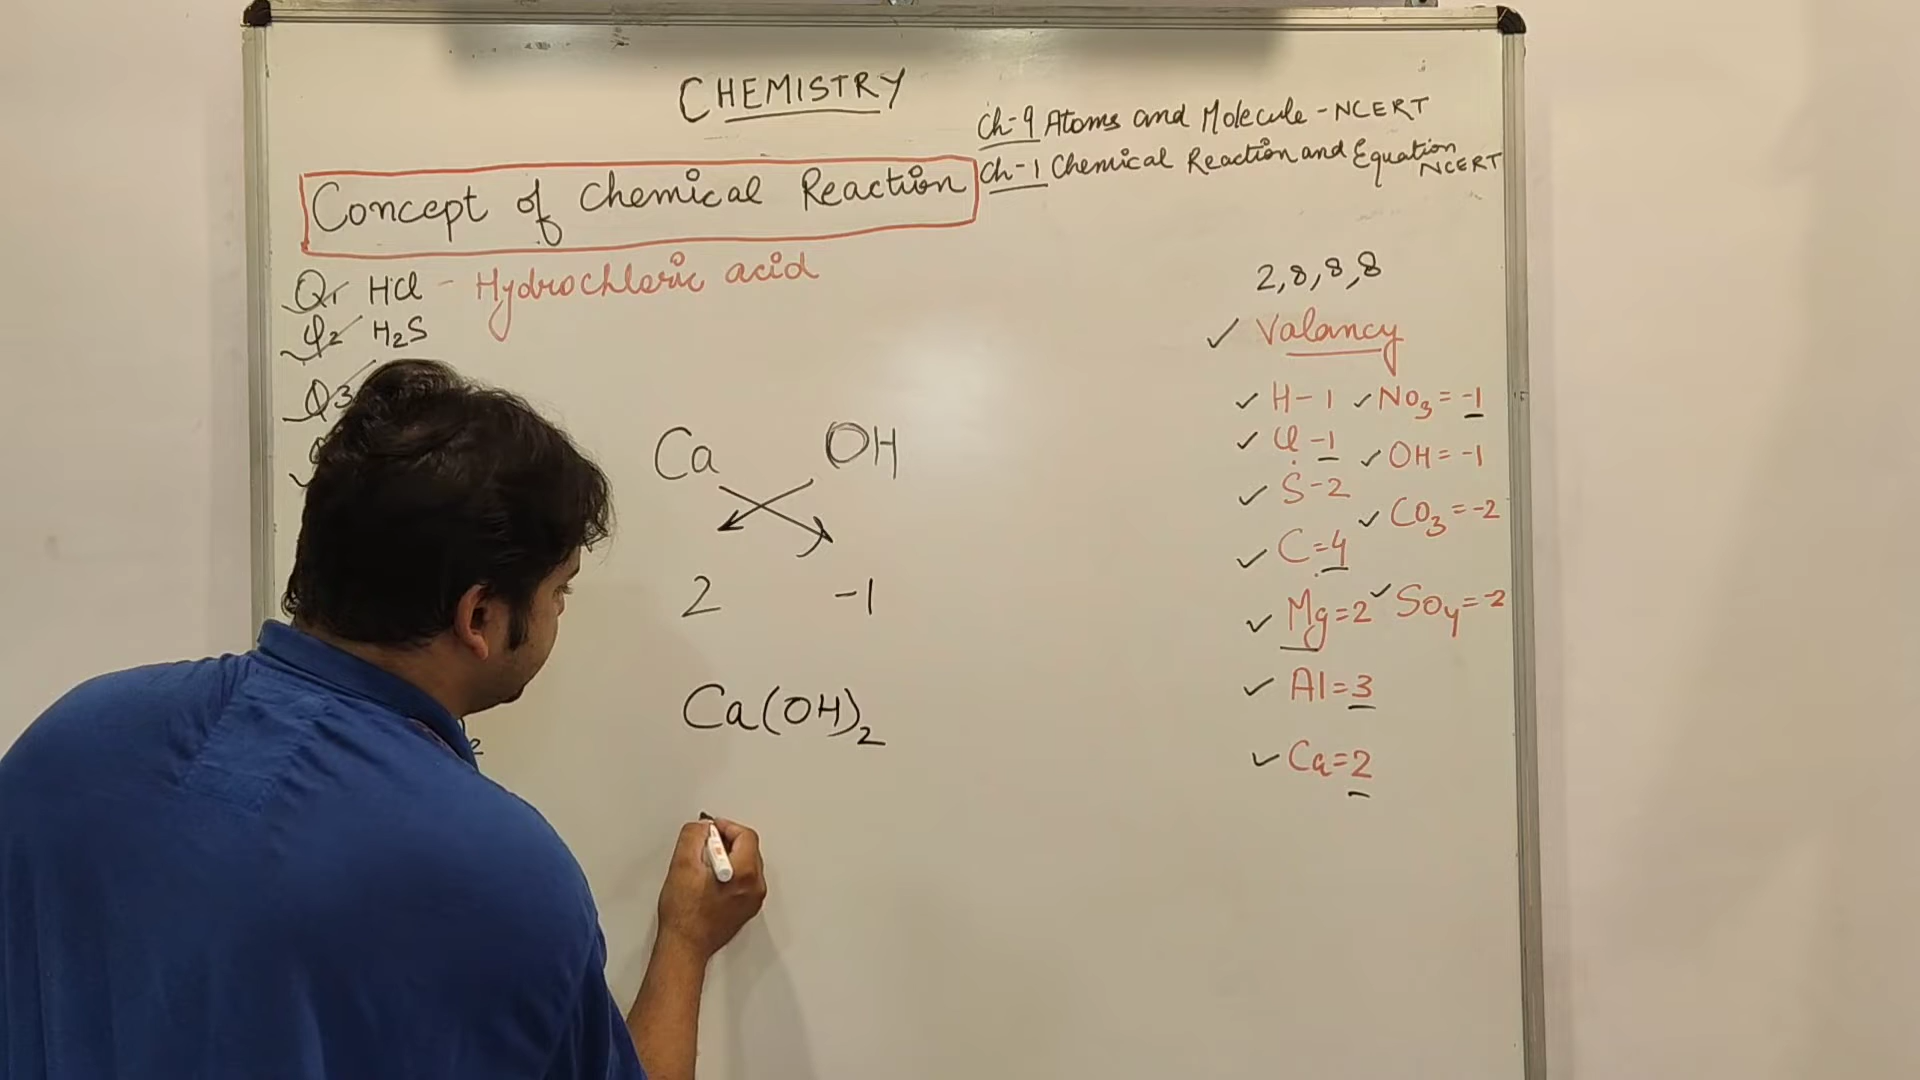 CHEMISTRY
Ch-9 Atoms and Molecule - NCERT
Ch-1 Chemical Reaction and Equation
NCERT
Concept of Chemical Reaction
Q1 HCl - Hydrochloric acid
Q2 H2S
Q3
Ca OH
2 -1
Ca(OH)2
2
2,8,8,8
Valancy
H-1 NO3 = -1
Cl -1 OH = -1
S-2 CO3 = -2
C=4
Mg=2 SO4 = -2
Al=3
Ca=2